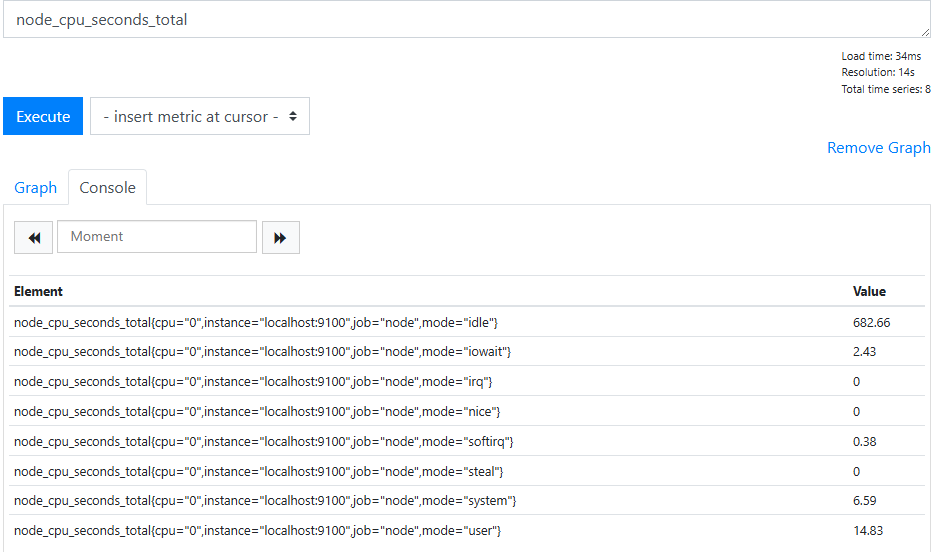 node_cpu_seconds_total
Load time: 34ms
Resolution: 14s
Total time series: 8
Execute
- insert metric at cursor -
Remove Graph
Graph
Console
Moment
Element Value
node_cpu_seconds_total{cpu="0",instance="localhost:9100",job="node",mode="idle"} 682.66
node_cpu_seconds_total{cpu="0",instance="localhost:9100",job="node",mode="iowait"} 2.43
node_cpu_seconds_total{cpu="0",instance="localhost:9100",job="node",mode="irq"} 0
node_cpu_seconds_total{cpu="0",instance="localhost:9100",job="node",mode="nice"} 0
node_cpu_seconds_total{cpu="0",instance="localhost:9100",job="node",mode="softirq"} 0.38
node_cpu_seconds_total{cpu="0",instance="localhost:9100",job="node",mode="steal"} 0
node_cpu_seconds_total{cpu="0",instance="localhost:9100",job="node",mode="system"} 6.59
node_cpu_seconds_total{cpu="0",instance="localhost:9100",job="node",mode="user"} 14.83